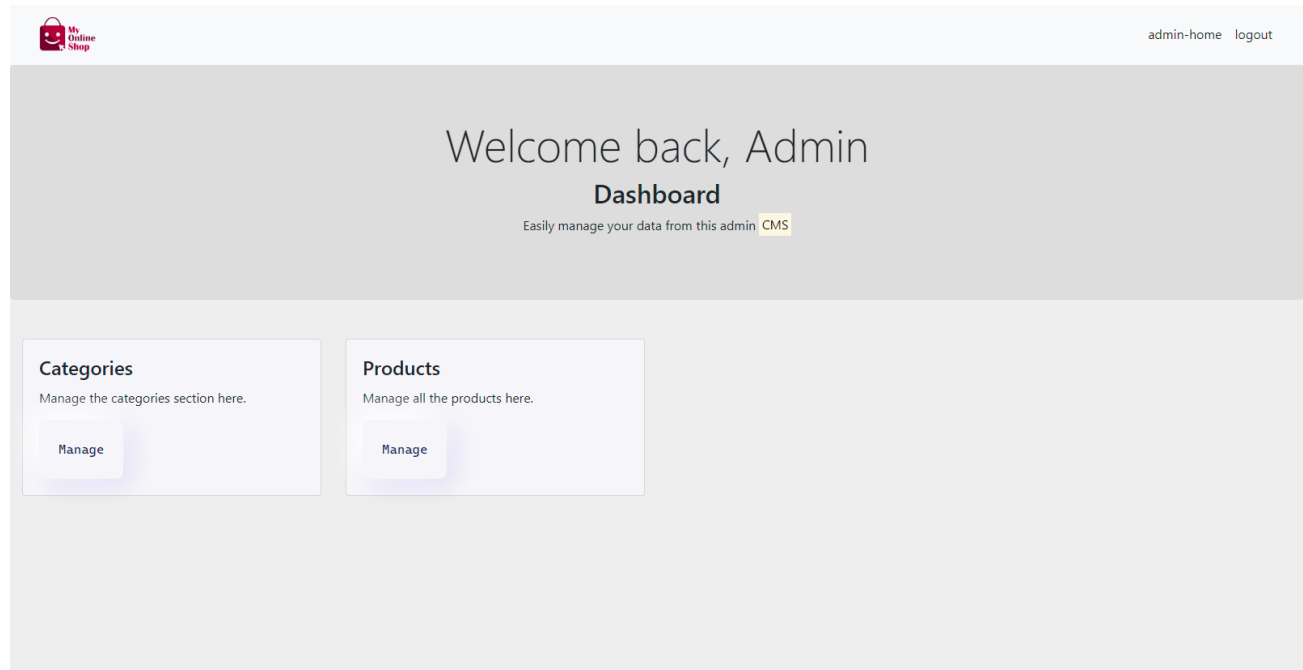 My
Online
Shop
admin-home logout
Welcome back, Admin
Dashboard
Easily manage your data from this admin CMS
Categories
Manage the categories section here.
Manage
Products
Manage all the products here.
Manage